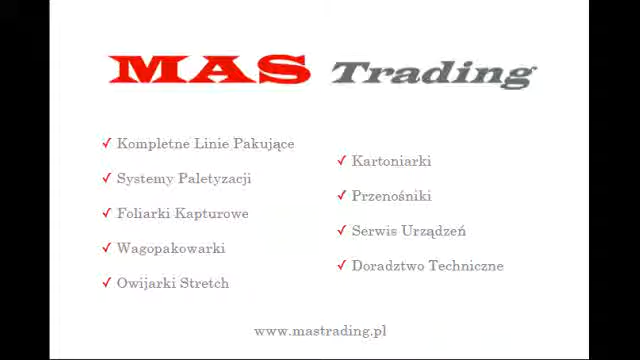 MAS Trading
✓ Kompletne Linie Pakujące
✓ Systemy Paletyzacji
✓ Foliarki Kapturowe
✓ Wagopakowarki
✓ Owijarki Stretch
✓ Kartoniarki
✓ Przenośniki
✓ Serwis Urządzeń
✓ Doradztwo Techniczne
www.mastrading.pl